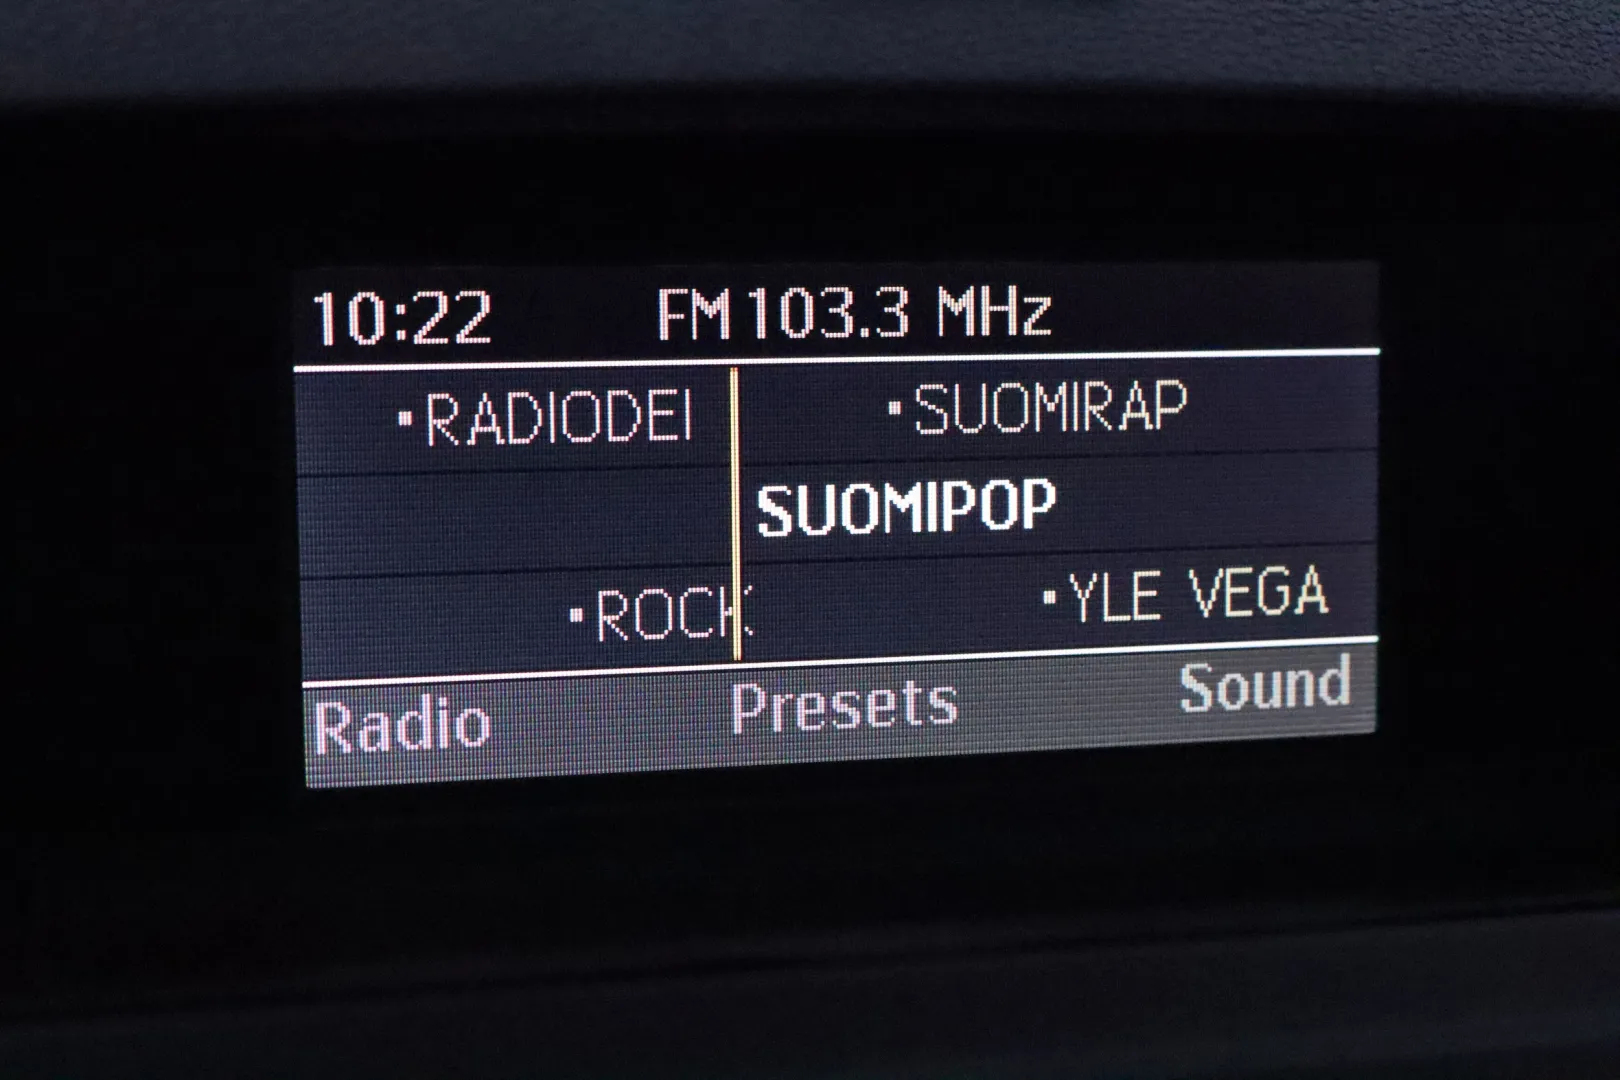 10:22 FM 103.3 MHz
▪RADIODEI ▪SUOMIRAP
SUOMIPOP
▪ROCK ▪YLE VEGA
Radio Presets Sound